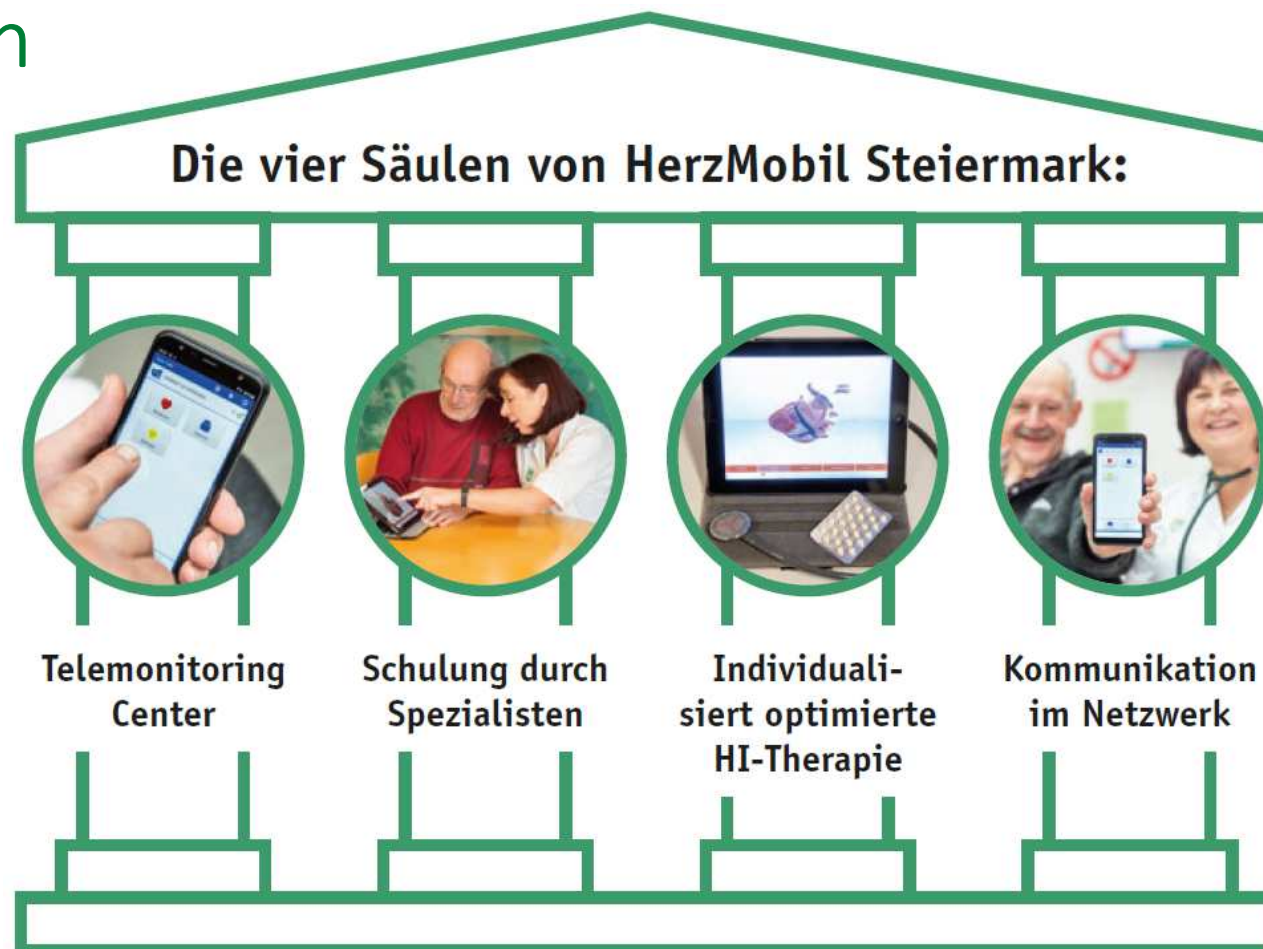 n
Die vier Säulen von HerzMobil Steiermark:
Telemonitoring
Center
Schulung durch
Spezialisten
Individuali-
siert optimierte
HI-Therapie
Kommunikation
im Netzwerk